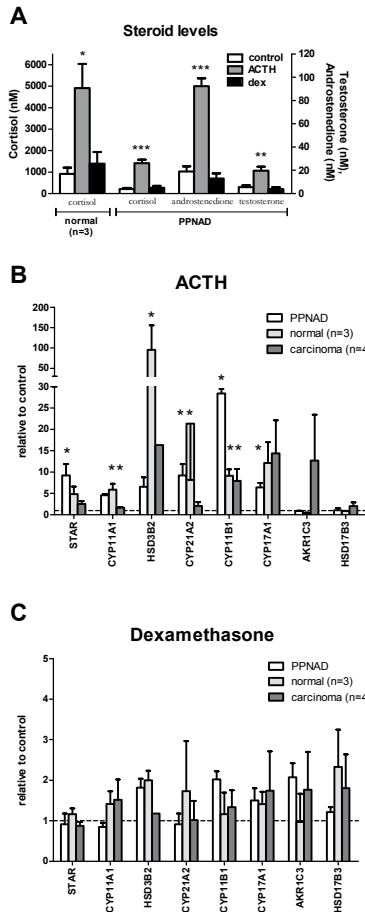 A
Steroid levels
Cortisol (nM)
6000
5000
4000
3000
2000
1000
0
control
ACTH
dex
*
***
***
**
120
100
80
60
40
20
0
Testosterone (nM),
Androstenedione (nM)
cortisol
cortisol
androstenedione
testosterone
normal
(n=3)
PPNAD
B
ACTH
relative to control
200
150
100
50
30
25
20
15
10
5
0
PPNAD
normal (n=3)
carcinoma (n=4
*
* *
*
* *
*
* *
*
STAR
CYP11A1
HSD3B2
CYP21A2
CYP11B1
CYP17A1
AKR1C3
HSD17B3
C
Dexamethasone
relative to control
5
4
3
2
1
0
PPNAD
normal (n=3)
carcinoma (n=4
STAR
CYP11A1
HSD3B2
CYP21A2
CYP11B1
CYP17A1
AKR1C3
HSD17B3